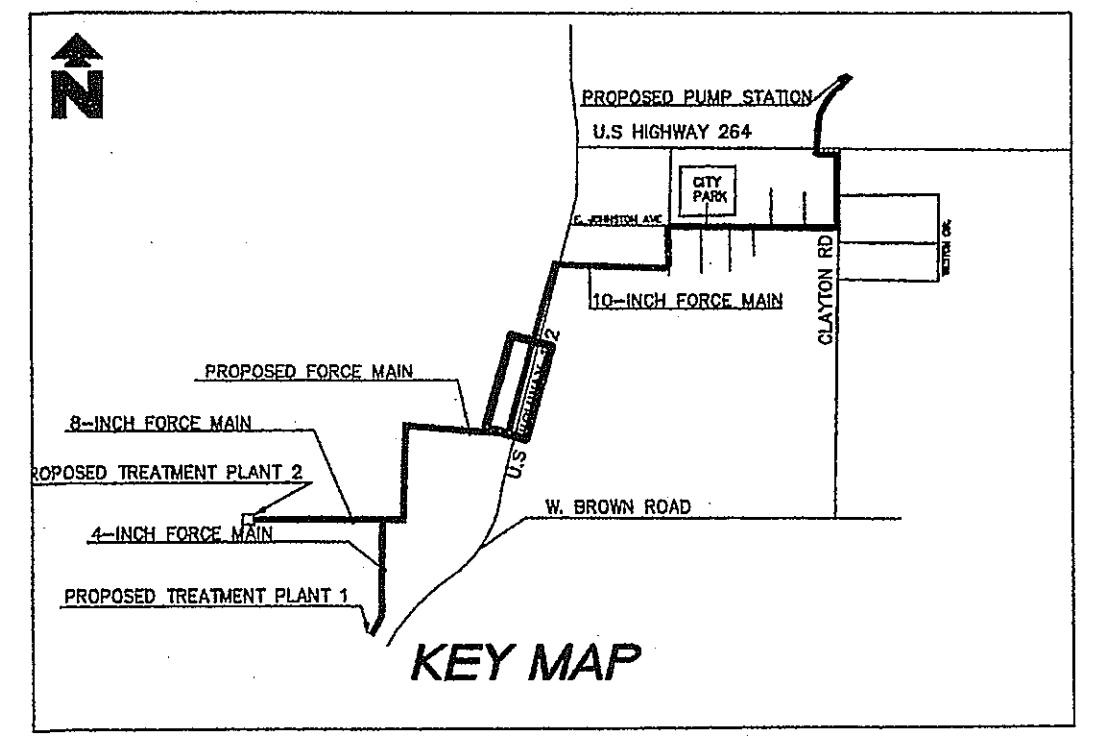 N
PROPOSED PUMP STATION
U.S HIGHWAY 264
CITY
PARK
JOHNSTON AVE
CLAYTON RD
10-INCH FORCE MAIN
U.S HIGHWAY
PROPOSED FORCE MAIN
8-INCH FORCE MAIN
ROPOSED TREATMENT PLANT 2
W. BROWN ROAD
4-INCH FORCE MAIN
PROPOSED TREATMENT PLANT 1
KEY MAP